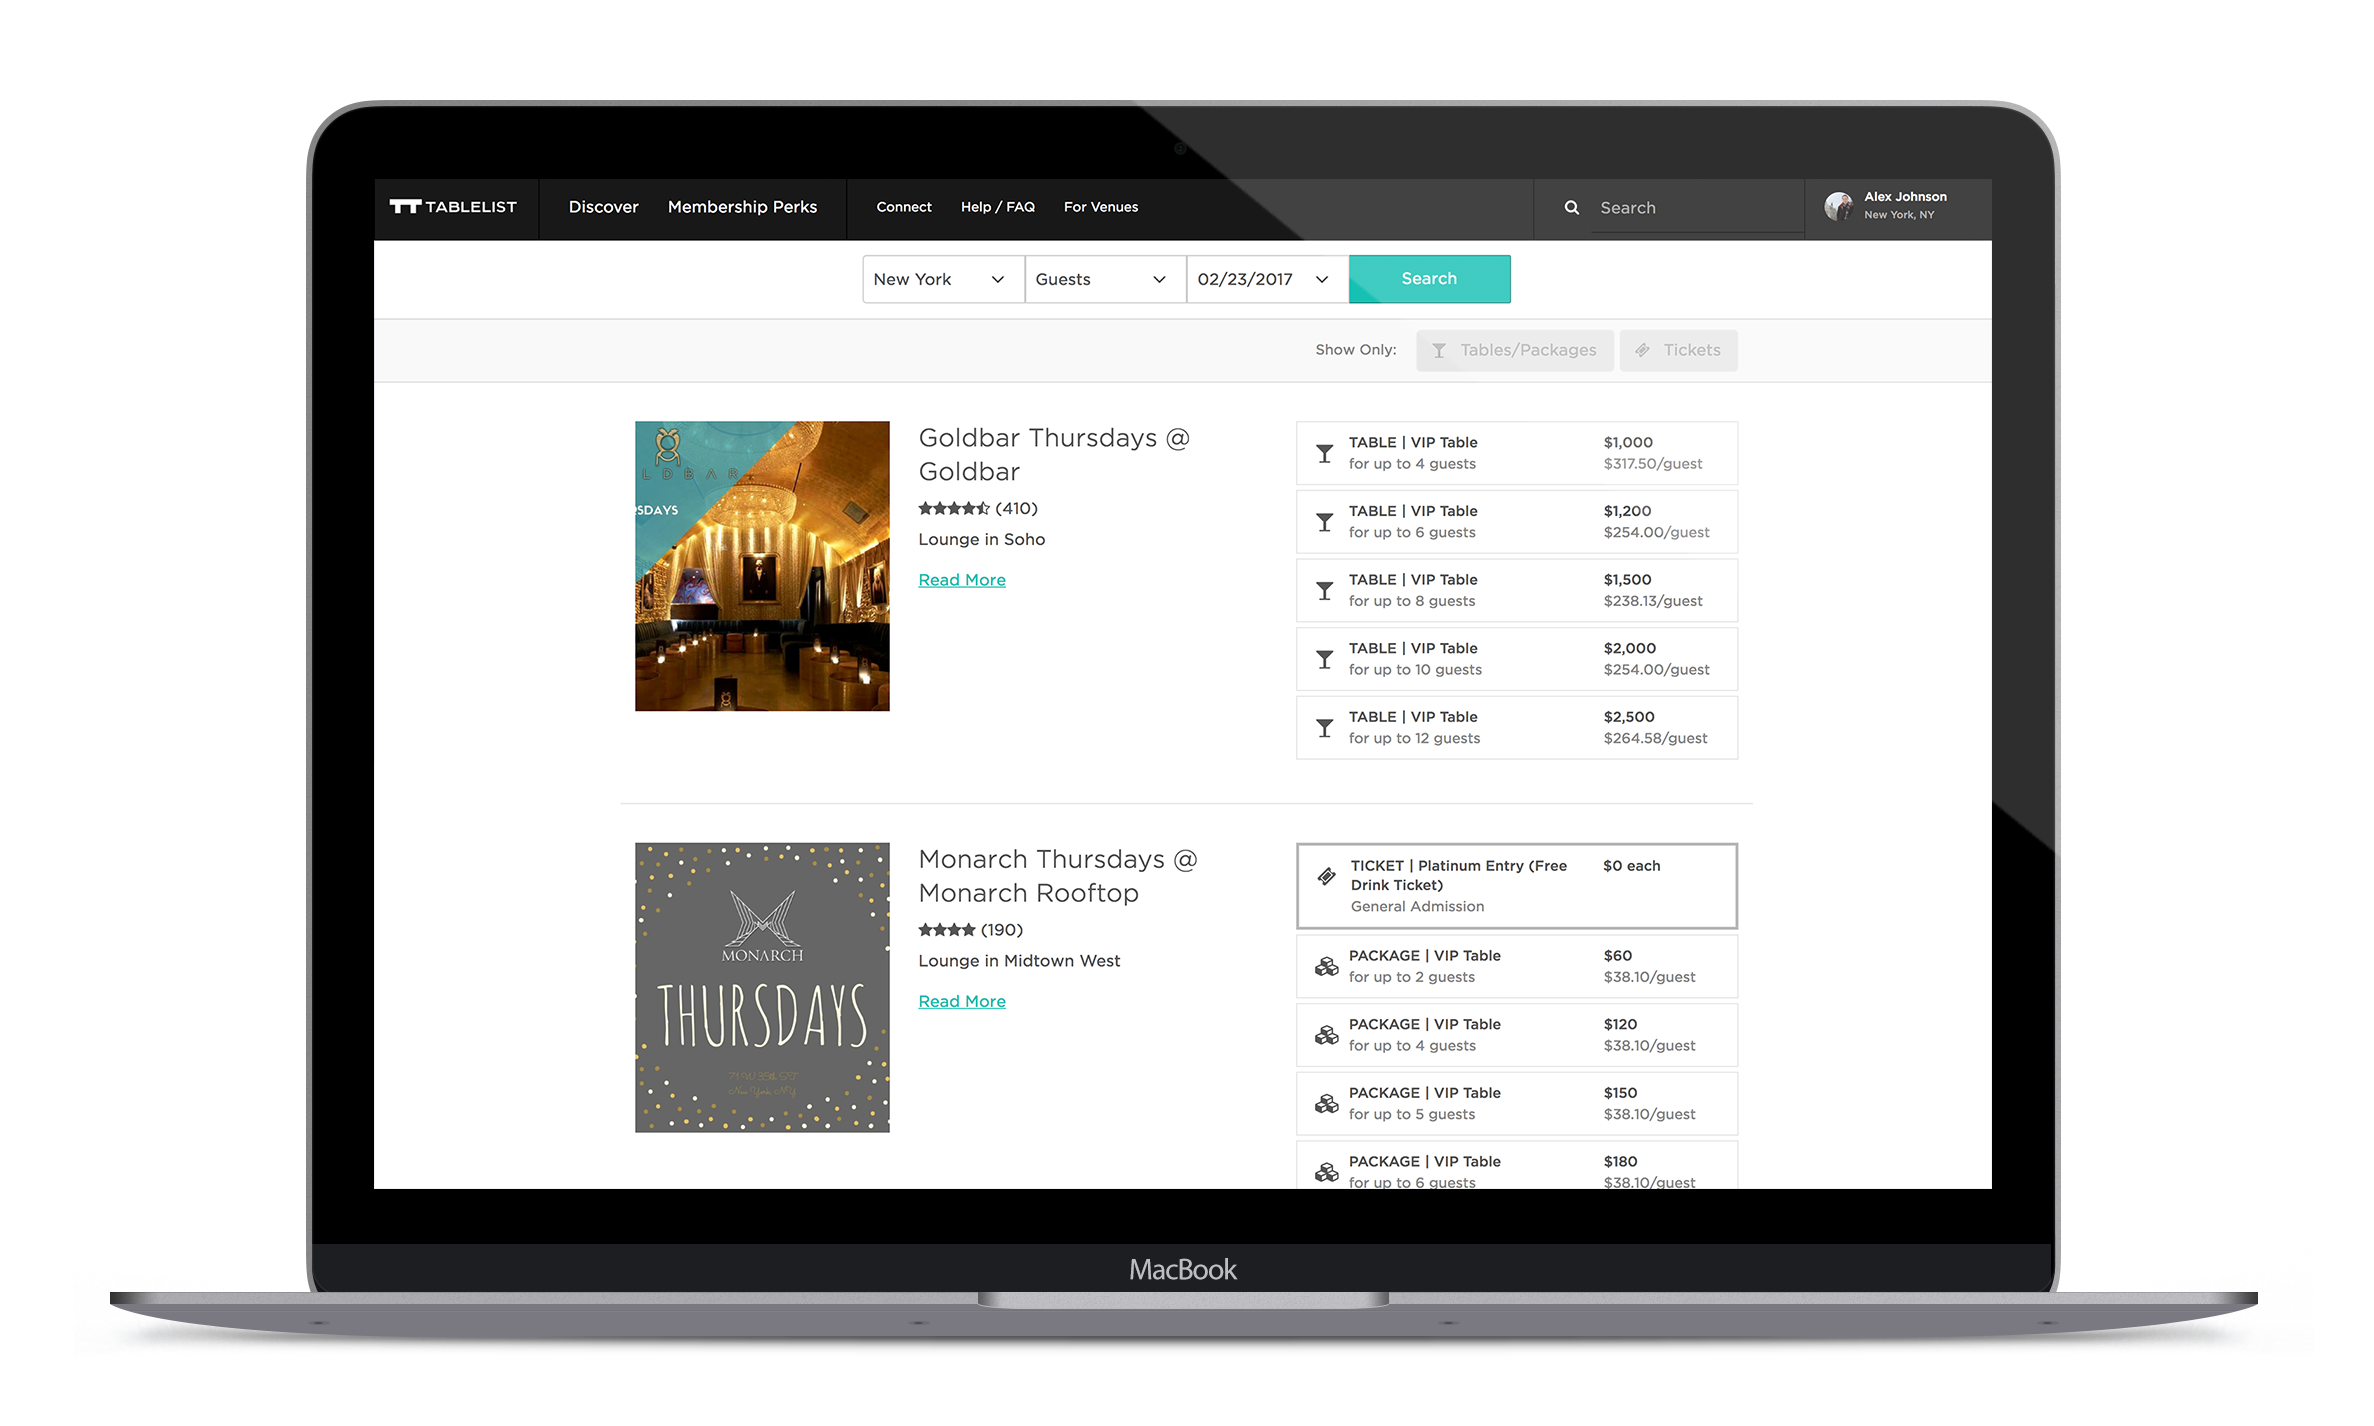 TABLELIST
Discover
Membership Perks
Connect
Help / FAQ
For Venues
Search
Alex Johnson
New York, NY
New York
Guests
02/23/2017
Search
Show Only:
Tables/Packages
Tickets
LDBAR
SDAYS
Goldbar Thursdays @
Goldbar
(410)
Lounge in Soho
Read More
TABLE | VIP Table $1,000
for up to 4 guests $317.50/guest
TABLE | VIP Table $1,200
for up to 6 guests $254.00/guest
TABLE | VIP Table $1,500
for up to 8 guests $238.13/guest
TABLE | VIP Table $2,000
for up to 10 guests $254.00/guest
TABLE | VIP Table $2,500
for up to 12 guests $264.58/guest
MONARCH
THURSDAYS
71 W 35th ST
New York NY
Monarch Thursdays @
Monarch Rooftop
(190)
Lounge in Midtown West
Read More
TICKET | Platinum Entry (Free $0 each
Drink Ticket)
General Admission
PACKAGE | VIP Table $60
for up to 2 guests $38.10/guest
PACKAGE | VIP Table $120
for up to 4 guests $38.10/guest
PACKAGE | VIP Table $150
for up to 5 guests $38.10/guest
PACKAGE | VIP Table $180
for up to 6 guests $38.10/guest
MacBook